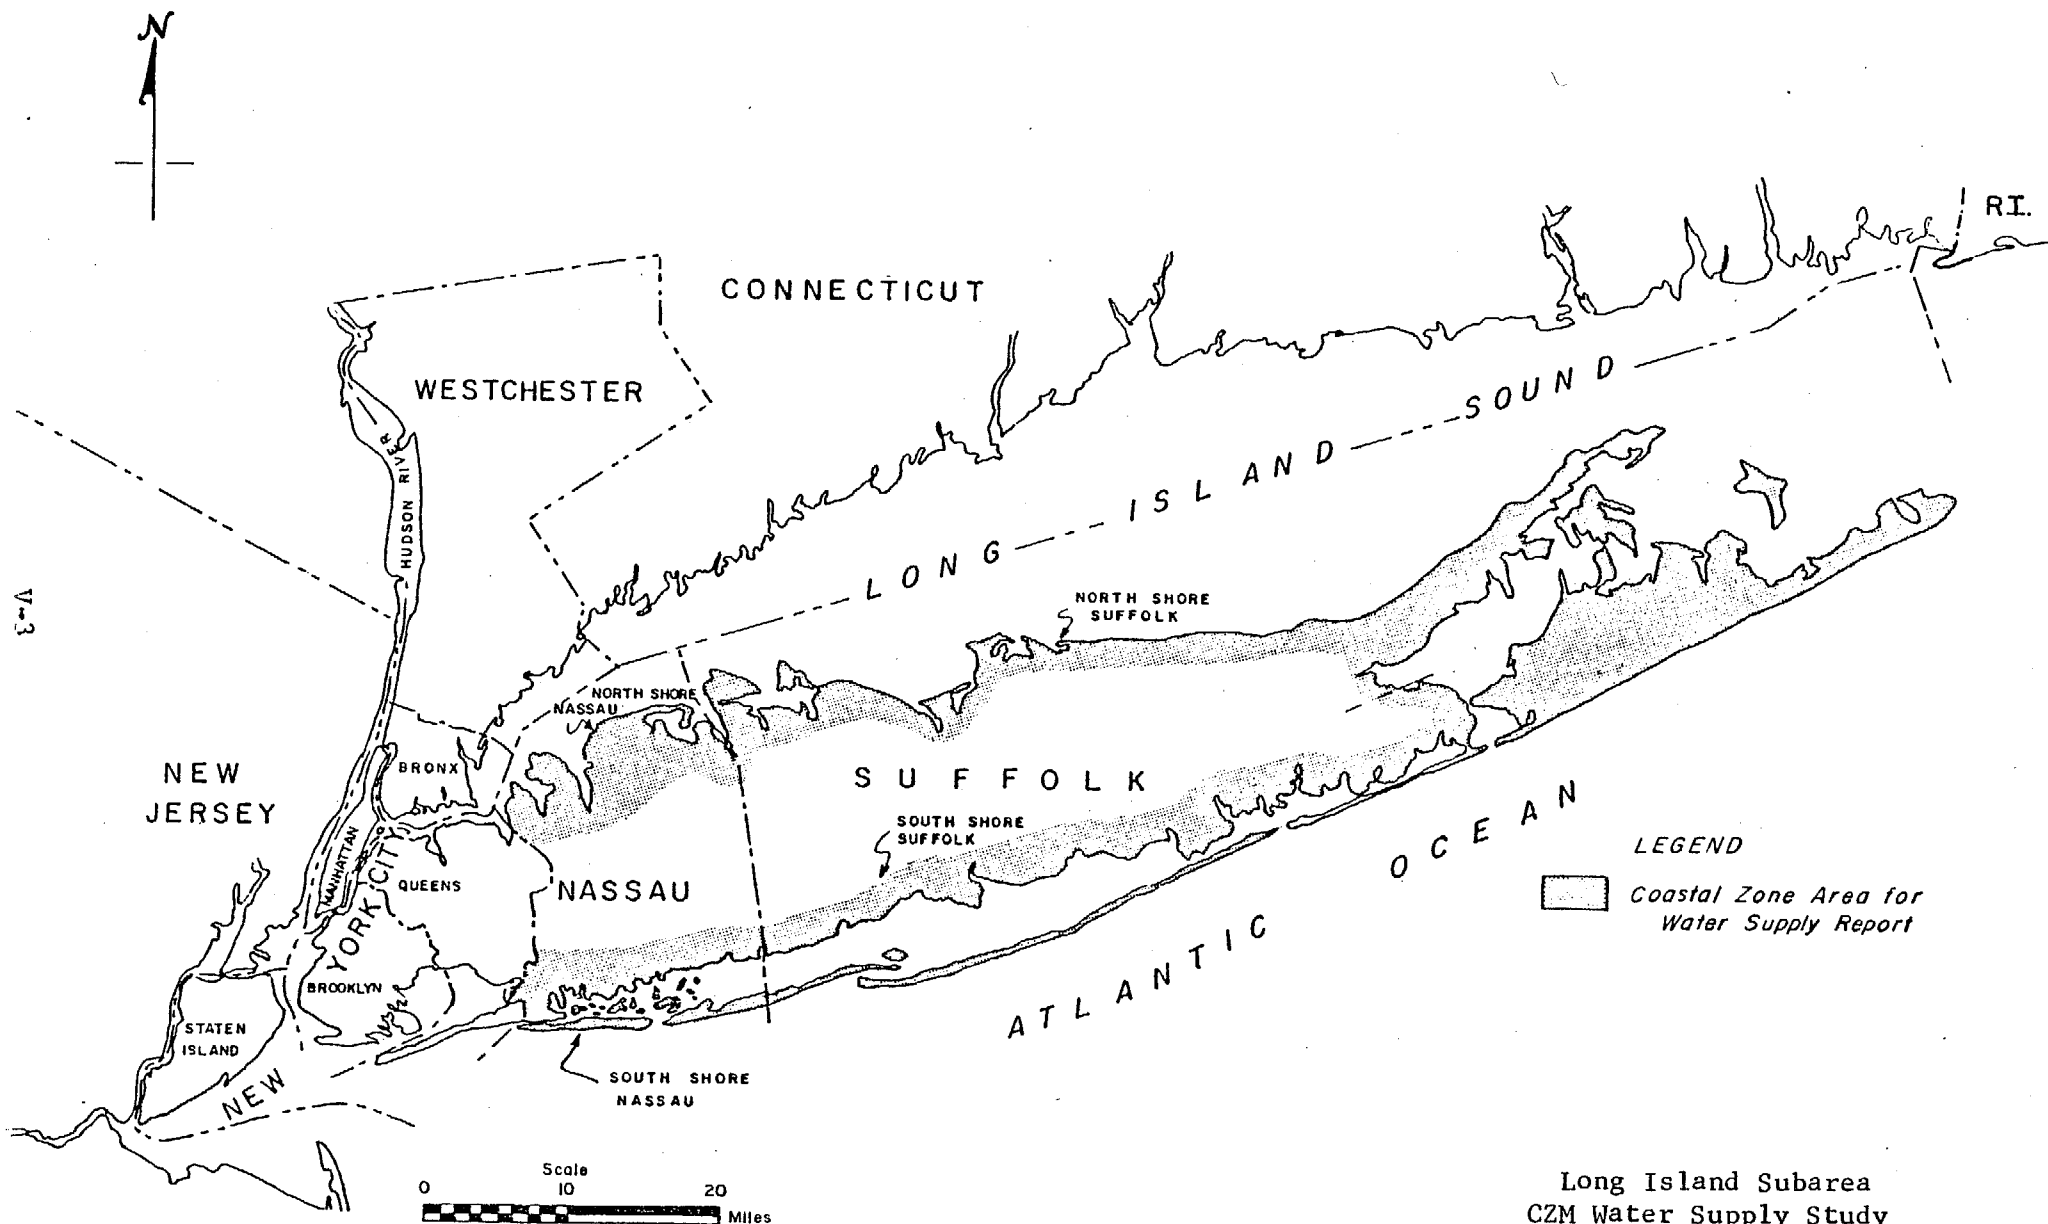 N
R.I.
CONNECTICUT
WESTCHESTER
HUDSON RIVER
LONG ISLAND SOUND
V-3
NORTH SHORE
SUFFOLK
NORTH SHORE
NASSAU
NEW
JERSEY
BRONX
SUFFOLK
MANHATTAN
SOUTH SHORE
SUFFOLK
QUEENS
NASSAU
NEW YORK CITY
BROOKLYN
STATEN
ISLAND
ATLANTIC OCEAN
SOUTH SHORE
NASSAU
LEGEND
Coastal Zone Area for
Water Supply Report
Scale
0 10 20
Miles
Long Island Subarea
CZM Water Supply Study